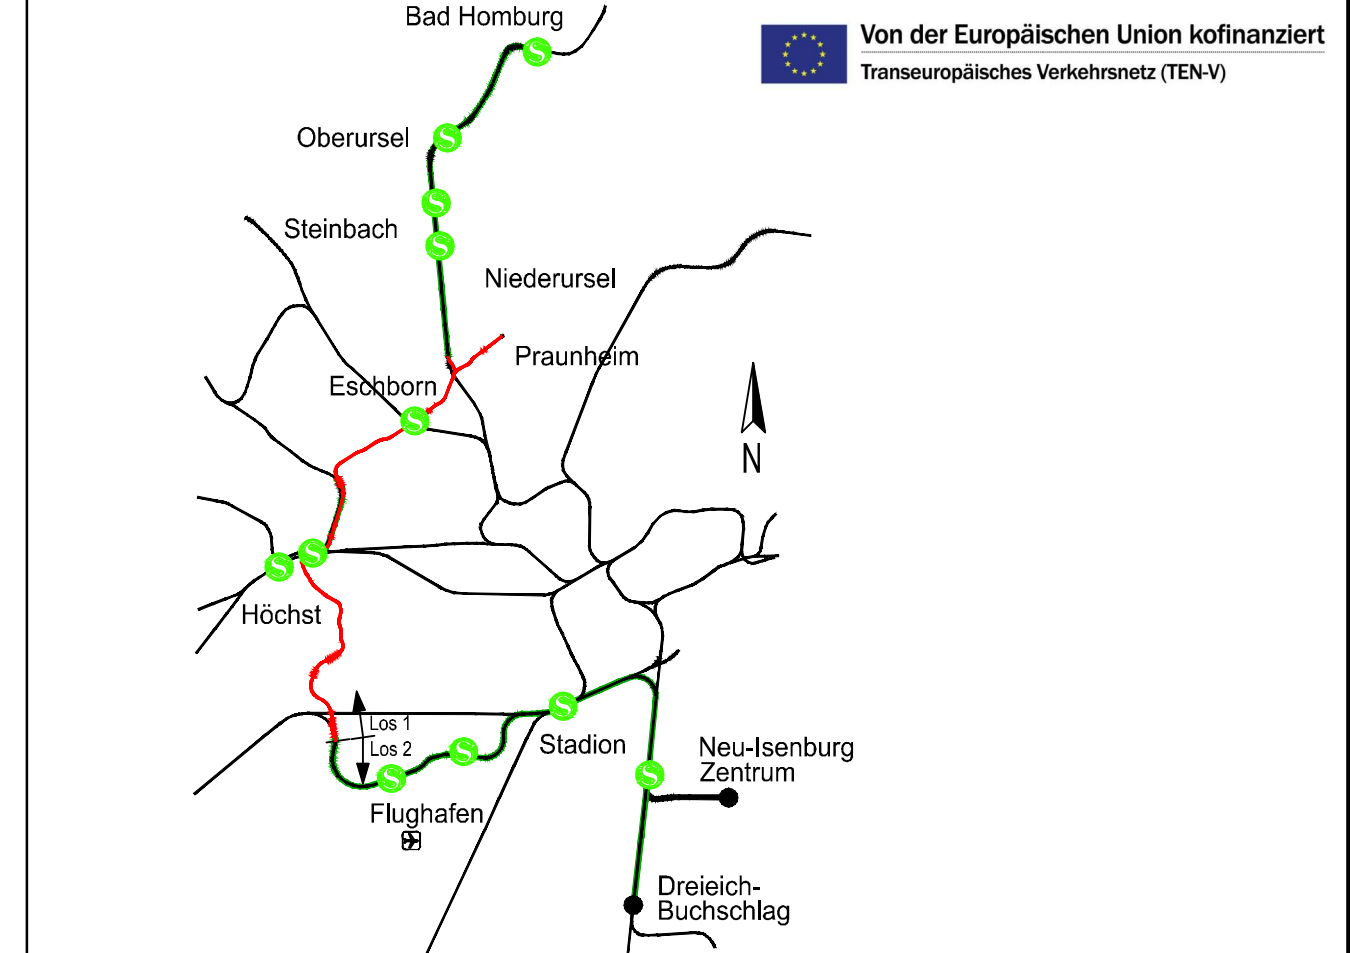 Bad Homburg
Von der Europäischen Union kofinanziert
Transeuropäisches Verkehrsnetz (TEN-V)
Oberursel
Steinbach
Niederursel
Praunheim
Eschborn
N
Höchst
Los 1
Los 2
Stadion
Neu-Isenburg
Zentrum
Flughafen
Dreieich-
Buchschlag
S
S
S
S
S
S
S
S
S
S
S